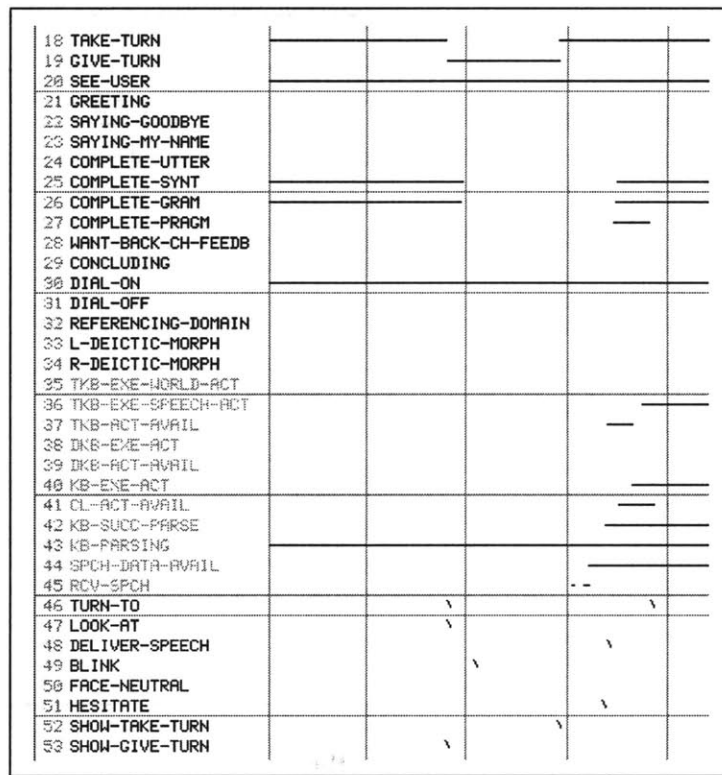 18 TAKE-TURN
19 GIVE-TURN
20 SEE-USER
21 GREETING
22 SAYING-GOODBYE
23 SAYING-MY-NAME
24 COMPLETE-UTTER
25 COMPLETE-SYNT
26 COMPLETE-GRAM
27 COMPLETE-PRAGM
28 WANT-BACK-CH-FEEDB
29 CONCLUDING
30 DIAL-ON
31 DIAL-OFF
32 REFERENCING-DOMAIN
33 L-DEICTIC-MORPH
34 R-DEICTIC-MORPH
35 TKB-EXE-WORLD-ACT
36 TKB-EXE-SPEECH-ACT
37 TKB-ACT-AVAIL
38 DKB-EXE-ACT
39 DKB-ACT-AVAIL
40 KB-EXE-ACT
41 CL-ACT-AVAIL
42 KB-SUCC-PARSE
43 KB-PARSING
44 SPCH-DATA-AVAIL
45 RCV-SPCH
46 TURN-TO
47 LOOK-AT
48 DELIVER-SPEECH
49 BLINK
50 FACE-NEUTRAL
51 HESITATE
52 SHOW-TAKE-TURN
53 SHOW-GIVE-TURN